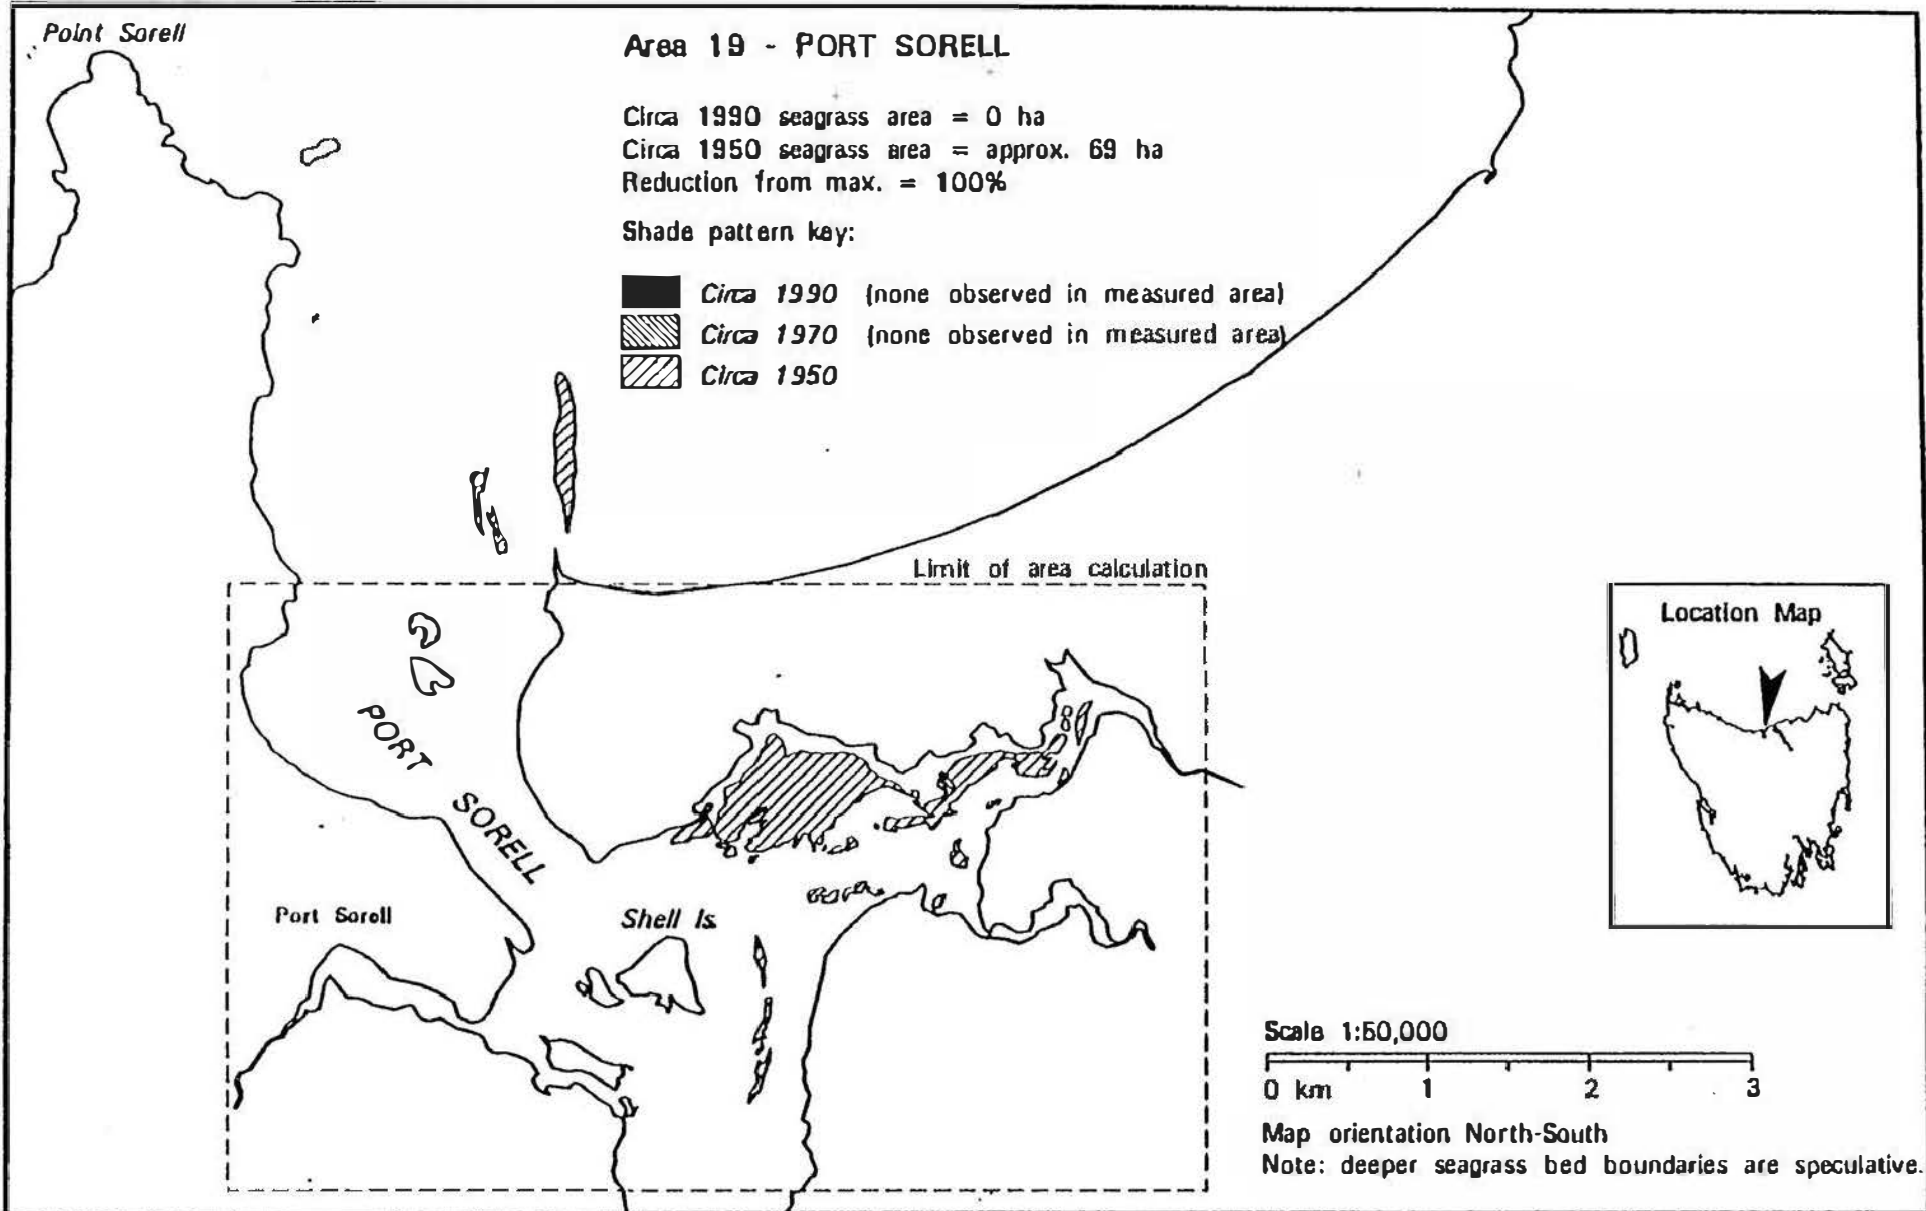 Point Sorell
Area 19 - PORT SORELL
Circa 1990 seagrass area = 0 ha
Circa 1950 seagrass area = approx. 69 ha
Reduction from max. = 100%
Shade pattern key:
Circa 1990 (none observed in measured area)
Circa 1970 (none observed in measured area)
Circa 1950
Limit of area calculation
Location Map
PORT
SORELL
Port Sorell
Shell Is.
Scale 1:50,000
0 km 1 2 3
Map orientation North-South
Note: deeper seagrass bed boundaries are speculative.